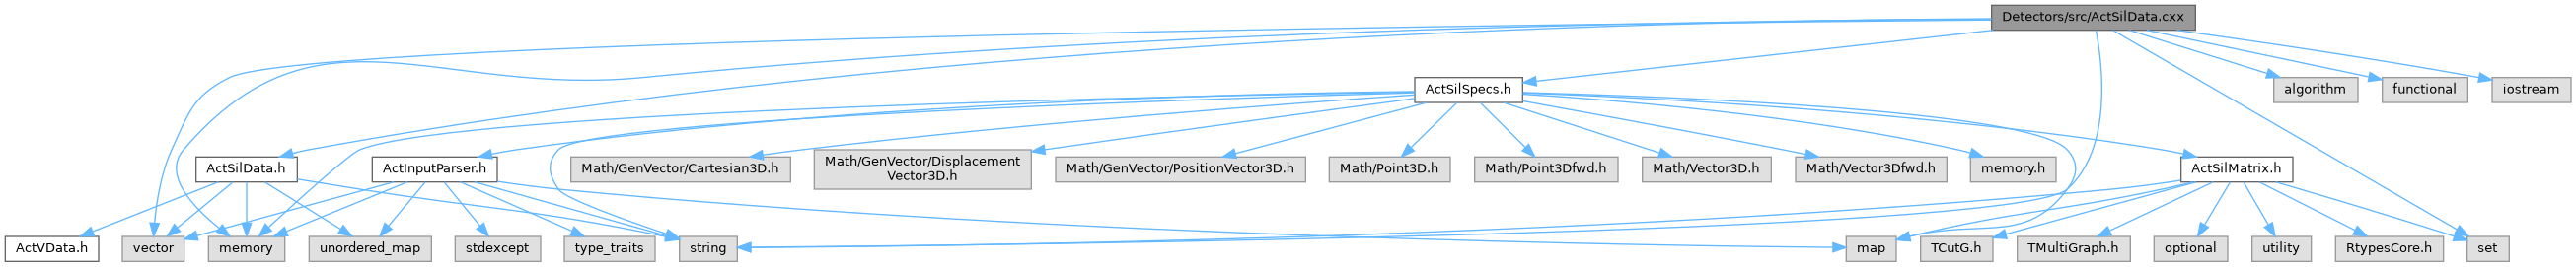 Detectors/src/ActSilData.cxx
ActSilSpecs.h
algorithm
functional
iostream
ActSilData.h
ActInputParser.h
Math/GenVector/Cartesian3D.h
Math/GenVector/Displacement
Vector3D.h
Math/GenVector/PositionVector3D.h
Math/Point3D.h
Math/Point3Dfwd.h
Math/Vector3D.h
Math/Vector3Dfwd.h
memory.h
ActSilMatrix.h
ActVData.h
vector
memory
unordered_map
stdexcept
type_traits
string
map
TCutG.h
TMultiGraph.h
optional
utility
RtypesCore.h
set